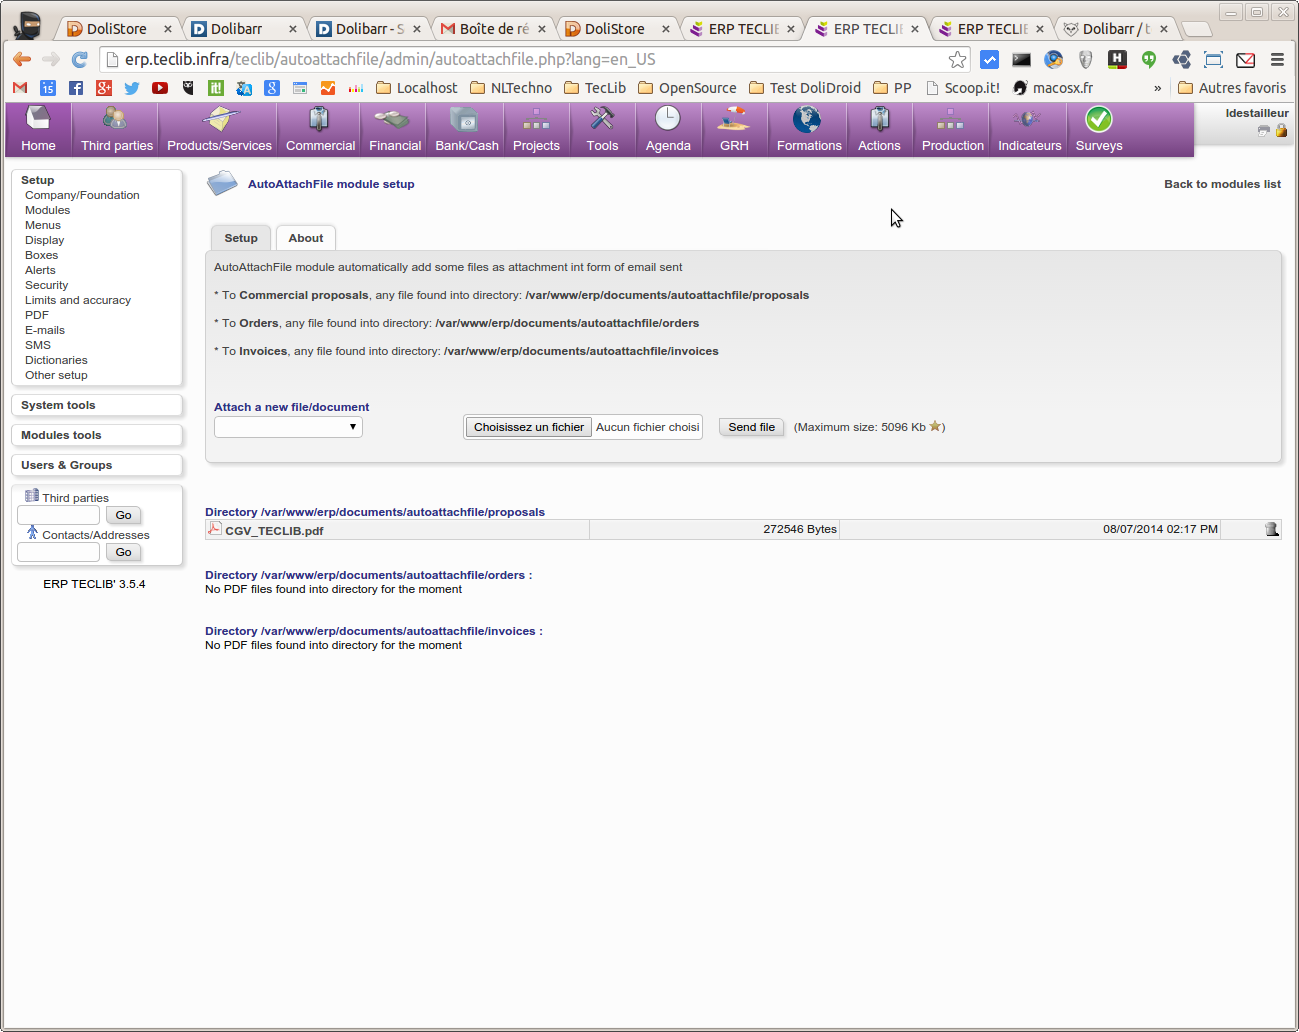 DoliStore
Dolibarr
Dolibarr - S
Boîte de ré
DoliStore
ERP TECLI
ERP TECLI
ERP TECLI
Dolibarr / t
erp.teclib.infra/teclib/autoattachfile/admin/autoattachfile.php?lang=en_US
15
Localhost
NLTechno
TecLib
OpenSource
Test DoliDroid
PP
Scoop.it!
macosx.fr
»
Autres favoris
Home
Third parties
Products/Services
Commercial
Financial
Bank/Cash
Projects
Tools
Agenda
GRH
Formations
Actions
Production
Indicateurs
Surveys
ldestailleur
Setup
Company/Foundation
Modules
Menus
Display
Boxes
Alerts
Security
Limits and accuracy
PDF
E-mails
SMS
Dictionaries
Other setup
System tools
Modules tools
Users & Groups
Third parties
Go
Contacts/Addresses
Go
ERP TECLIB' 3.5.4
AutoAttachFile module setup
Back to modules list
Setup
About
AutoAttachFile module automatically add some files as attachment int form of email sent
* To Commercial proposals, any file found into directory: /var/www/erp/documents/autoattachfile/proposals
* To Orders, any file found into directory: /var/www/erp/documents/autoattachfile/orders
* To Invoices, any file found into directory: /var/www/erp/documents/autoattachfile/invoices
Attach a new file/document
Choisissez un fichier
Aucun fichier choisi
Send file
(Maximum size: 5096 Kb )
Directory /var/www/erp/documents/autoattachfile/proposals
CGV_TECLIB.pdf 272546 Bytes 08/07/2014 02:17 PM
Directory /var/www/erp/documents/autoattachfile/orders :
No PDF files found into directory for the moment
Directory /var/www/erp/documents/autoattachfile/invoices :
No PDF files found into directory for the moment